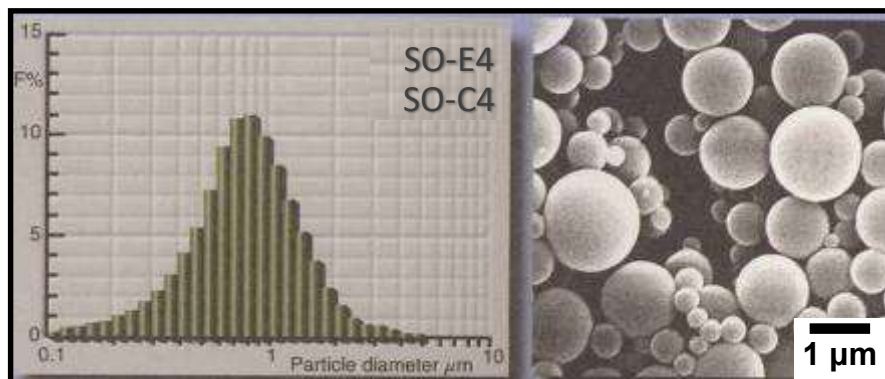 15
F%
10
5
0
0.1
1
10
Particle diameter μm
SO-E4
SO-C4
1 μm